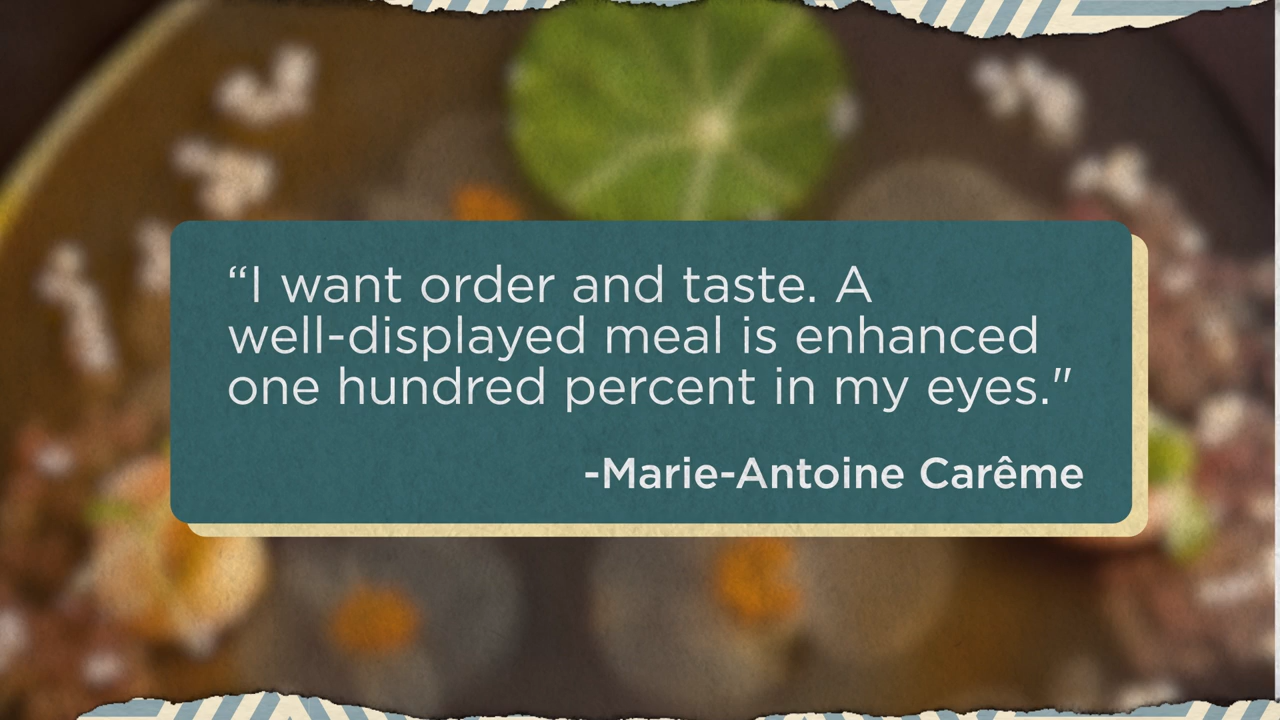 “I want order and taste. A
well-displayed meal is enhanced
one hundred percent in my eyes."
-Marie-Antoine Carême